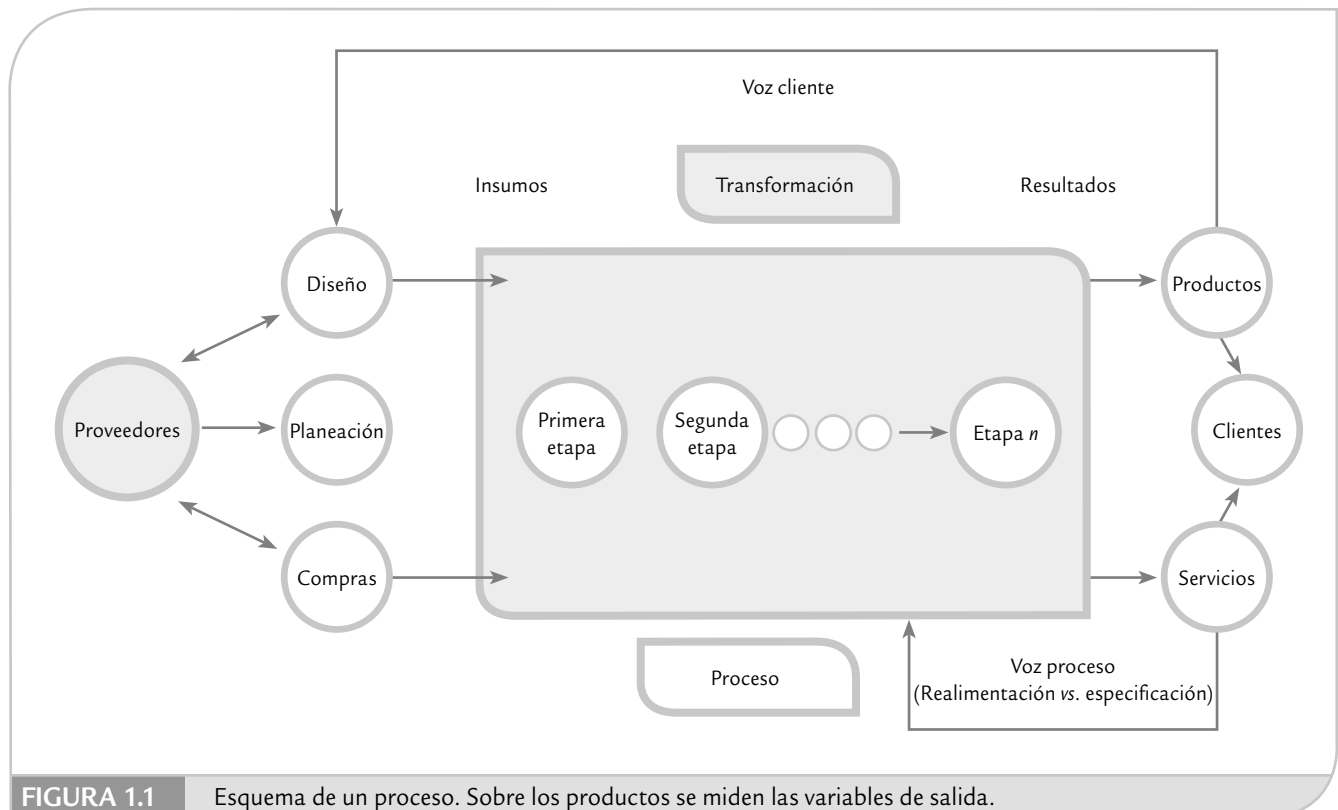 Voz cliente
Insumos
Transformación
Resultados
Diseño
Productos
Proveedores
Planeación
Primera
etapa
Segunda
etapa
Etapa n
Clientes
Compras
Servicios
Proceso
Voz proceso
(Realimentación vs. especificación)
FIGURA 1.1 Esquema de un proceso. Sobre los productos se miden las variables de salida.